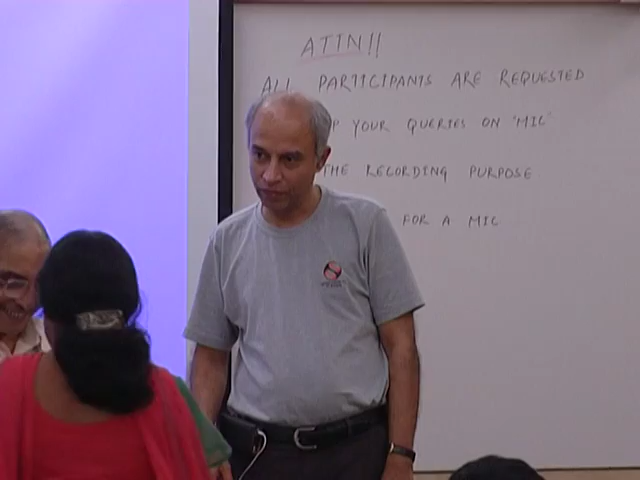 ATTN!!
ALL PARTICIPANTS ARE REQUESTED
YOUR QUERIES ON "MIC"
THE RECORDING PURPOSE
FOR A MIC